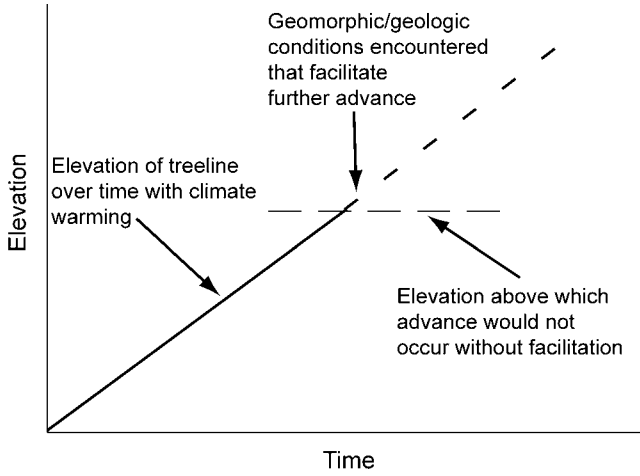 Geomorphic/geologic
conditions encountered
that facilitate
further advance
Elevation of treeline
over time with climate
warming
Elevation
Elevation above which
advance would not
occur without facilitation
Time